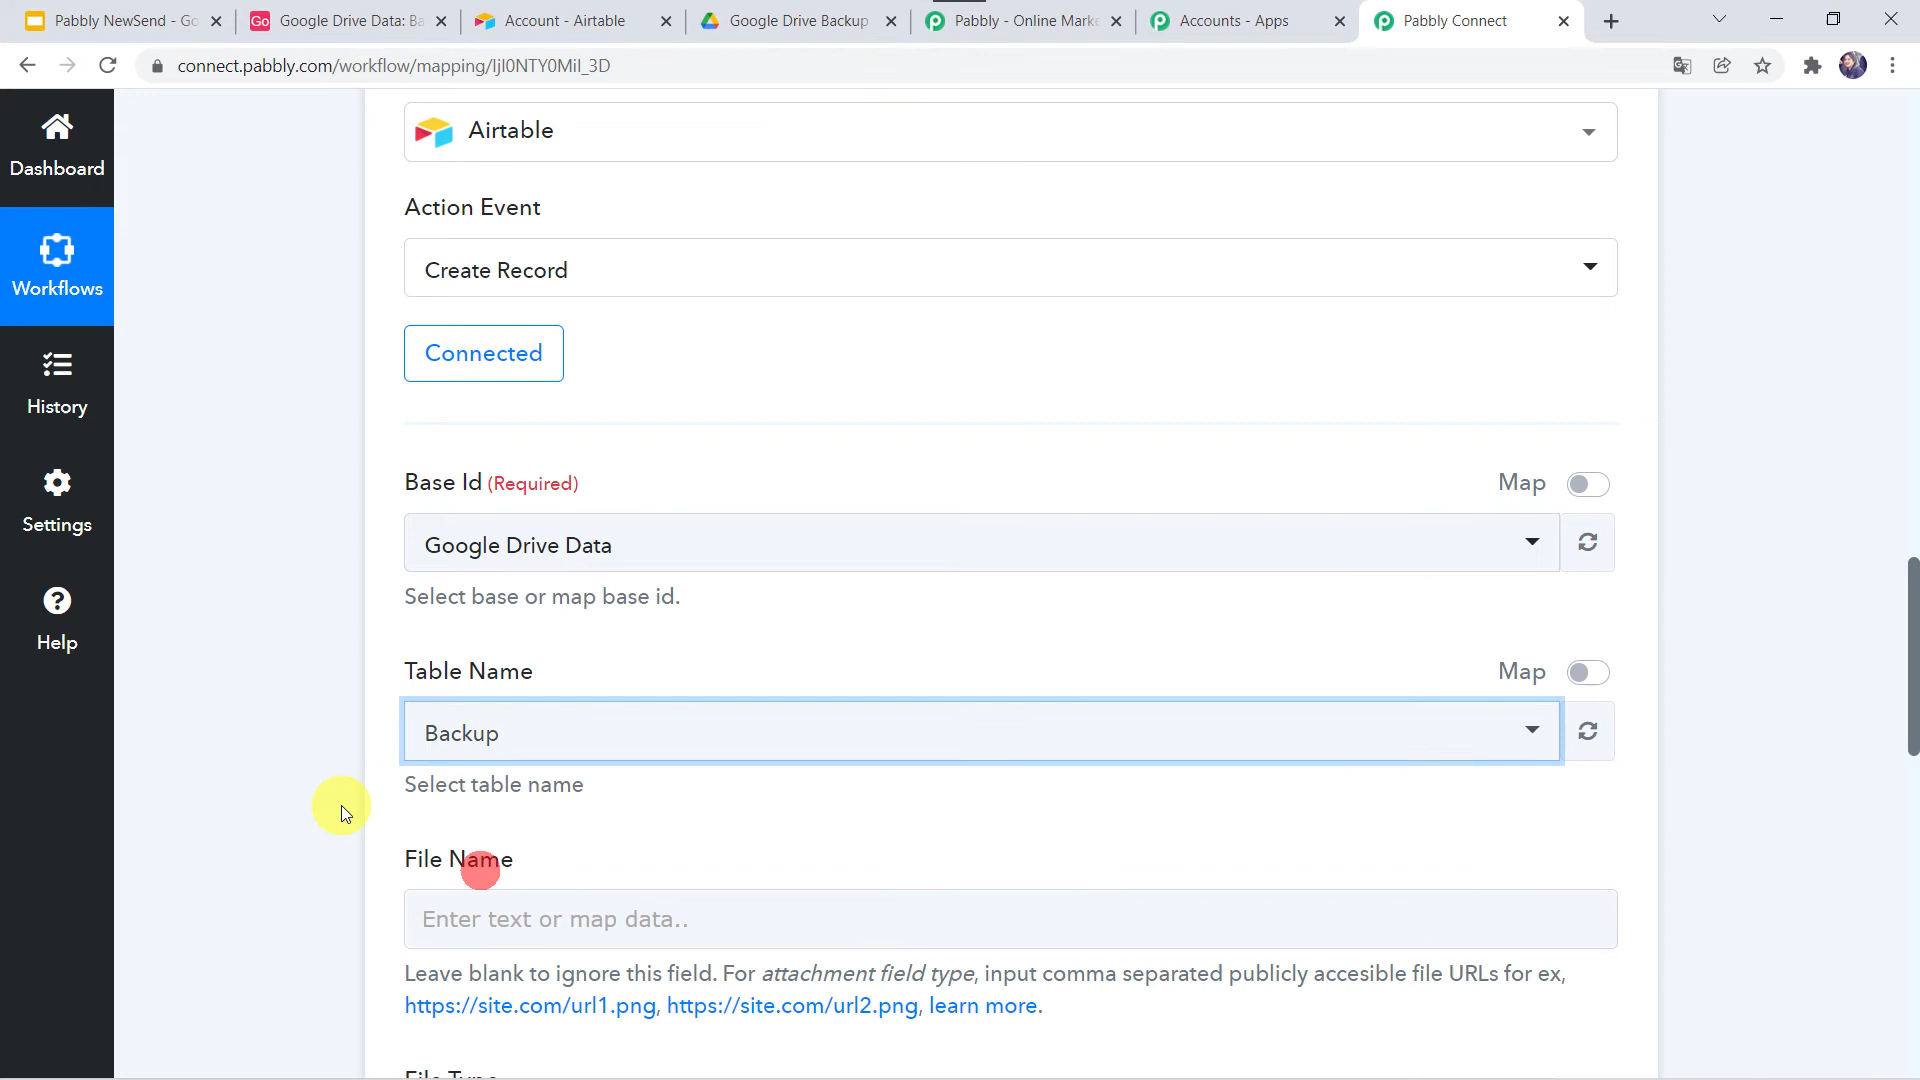 Pabbly NewSend - Go
Google Drive Data: Ba
Account - Airtable
Google Drive Backup
Pabbly - Online Marke
Accounts - Apps
Pabbly Connect
connect.pabbly.com/workflow/mapping/IjI0NTY0MiI_3D
Dashboard
Workflows
History
Settings
Help
Airtable
Action Event
Create Record
Connected
Base Id (Required)
Map
Google Drive Data
Select base or map base id.
Table Name
Map
Backup
Select table name
File Name
Enter text or map data..
Leave blank to ignore this field. For attachment field type, input comma separated publicly accesible file URLs for ex,
https://site.com/url1.png, https://site.com/url2.png, learn more.
File Type